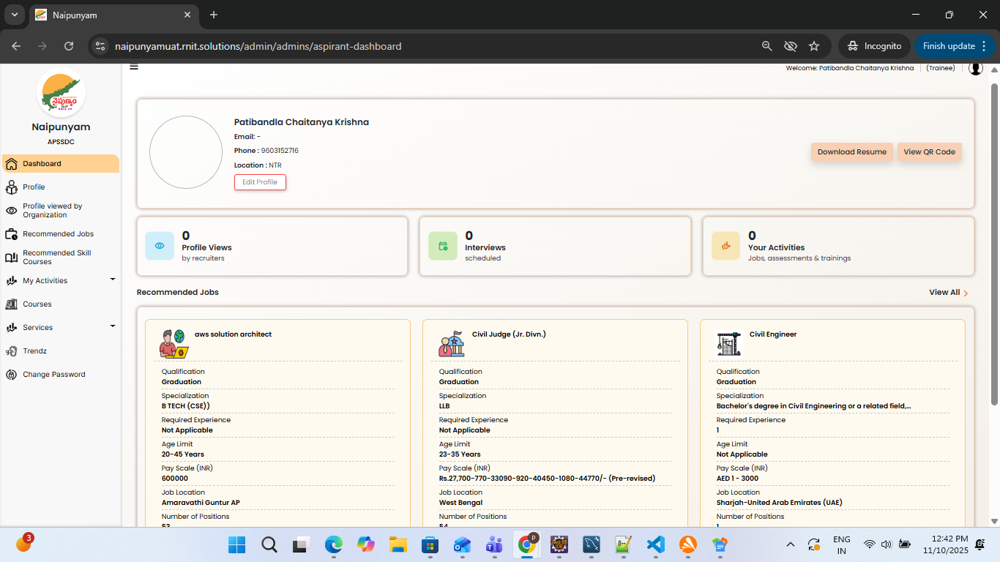 Naipunyam
naipunyamuat.rnit.solutions/admin/admins/aspirant-dashboard
Incognito
Finish update
Welcome: Patibandla Chaitanya Krishna
(Trainee)
నైపుణ్యం
Naipunyam
APSSDC
Dashboard
Profile
Profile viewed by
Organization
Recommended Jobs
Recommended Skill
Courses
My Activities
Courses
Services
Trendz
Change Password
Patibandla Chaitanya Krishna
Email: -
Phone : 9603152716
Location : NTR
Edit Profile
Download Resume
View QR Code
0
Profile Views
by recruiters
0
Interviews
scheduled
0
Your Activities
Jobs, assessments & trainings
Recommended Jobs
View All
aws solution architect
Qualification
Graduation
Specialization
B TECH (CSE))
Required Experience
Not Applicable
Age Limit
20-45 Years
Pay Scale (INR)
600000
Job Location
Amaravathi Guntur AP
Number of Positions
53
Civil Judge (Jr. Divn.)
Qualification
Graduation
Specialization
LLB
Required Experience
Not Applicable
Age Limit
23-35 Years
Pay Scale (INR)
Rs.27,700-770-33090-920-40450-1080-44770/- (Pre-revised)
Job Location
West Bengal
Number of Positions
54
Civil Engineer
Qualification
Graduation
Specialization
Bachelor's degree in Civil Engineering or a related field,...
Required Experience
1
Age Limit
Not Applicable
Pay Scale (INR)
AED 1 - 3000
Job Location
Sharjah-United Arab Emirates (UAE)
Number of Positions
1
3
P
ENG
IN
12:42 PM
11/10/2025